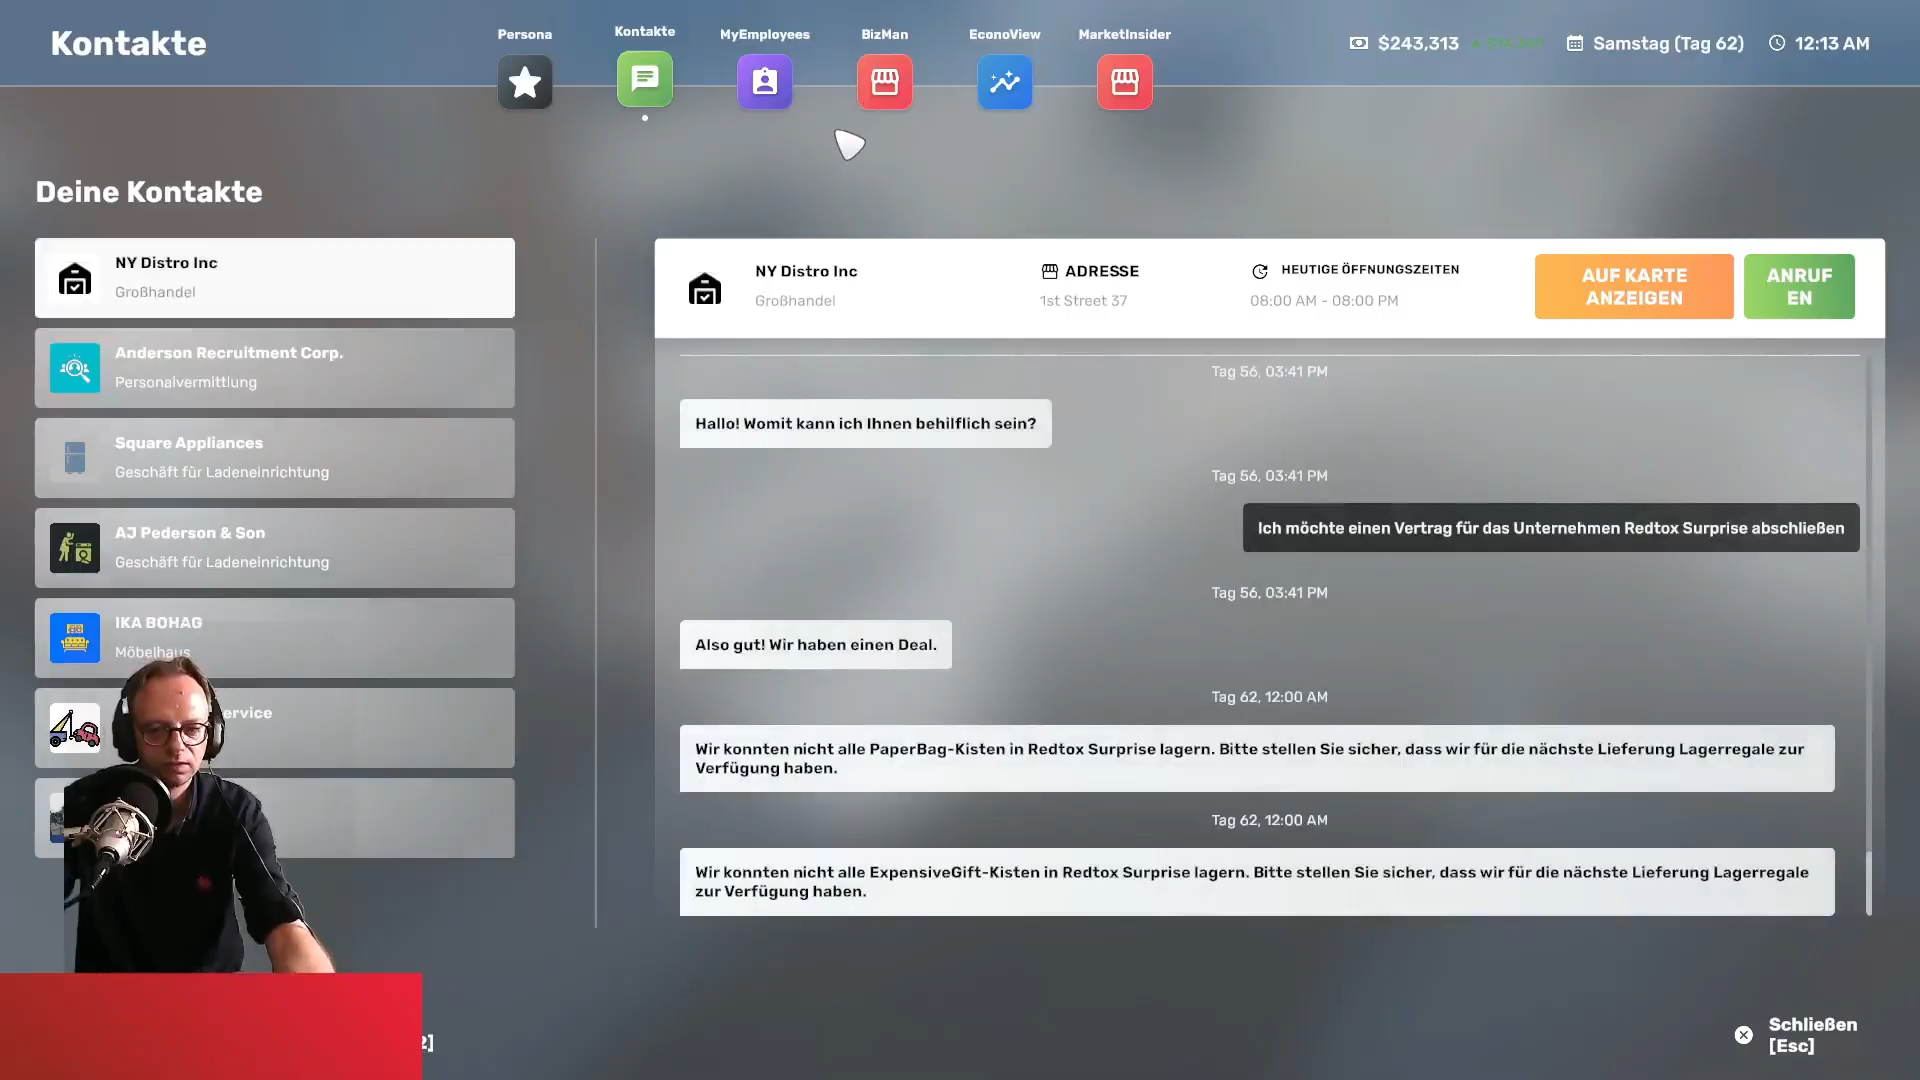 Kontakte
Persona
Kontakte
MyEmployees
BizMan
EconoView
MarketInsider
$243,313
Samstag (Tag 62)
12:13 AM
Deine Kontakte
NY Distro Inc
Großhandel
Anderson Recruitment Corp.
Personalvermittlung
Square Appliances
Geschäft für Ladeneinrichtung
AJ Pederson & Son
Geschäft für Ladeneinrichtung
IKA BOHAG
Möbelhaus
ervice
NY Distro Inc
Großhandel
ADRESSE
1st Street 37
HEUTIGE ÖFFNUNGSZEITEN
08:00 AM - 08:00 PM
AUF KARTE
ANZEIGEN
ANRUF
EN
Tag 56, 03:41 PM
Hallo! Womit kann ich Ihnen behilflich sein?
Tag 56, 03:41 PM
Ich möchte einen Vertrag für das Unternehmen Redtox Surprise abschließen
Tag 56, 03:41 PM
Also gut! Wir haben einen Deal.
Tag 62, 12:00 AM
Wir konnten nicht alle PaperBag-Kisten in Redtox Surprise lagern. Bitte stellen Sie sicher, dass wir für die nächste Lieferung Lagerregale zur
Verfügung haben.
Tag 62, 12:00 AM
Wir konnten nicht alle ExpensiveGift-Kisten in Redtox Surprise lagern. Bitte stellen Sie sicher, dass wir für die nächste Lieferung Lagerregale
zur Verfügung haben.
2]
Schließen
[Esc]